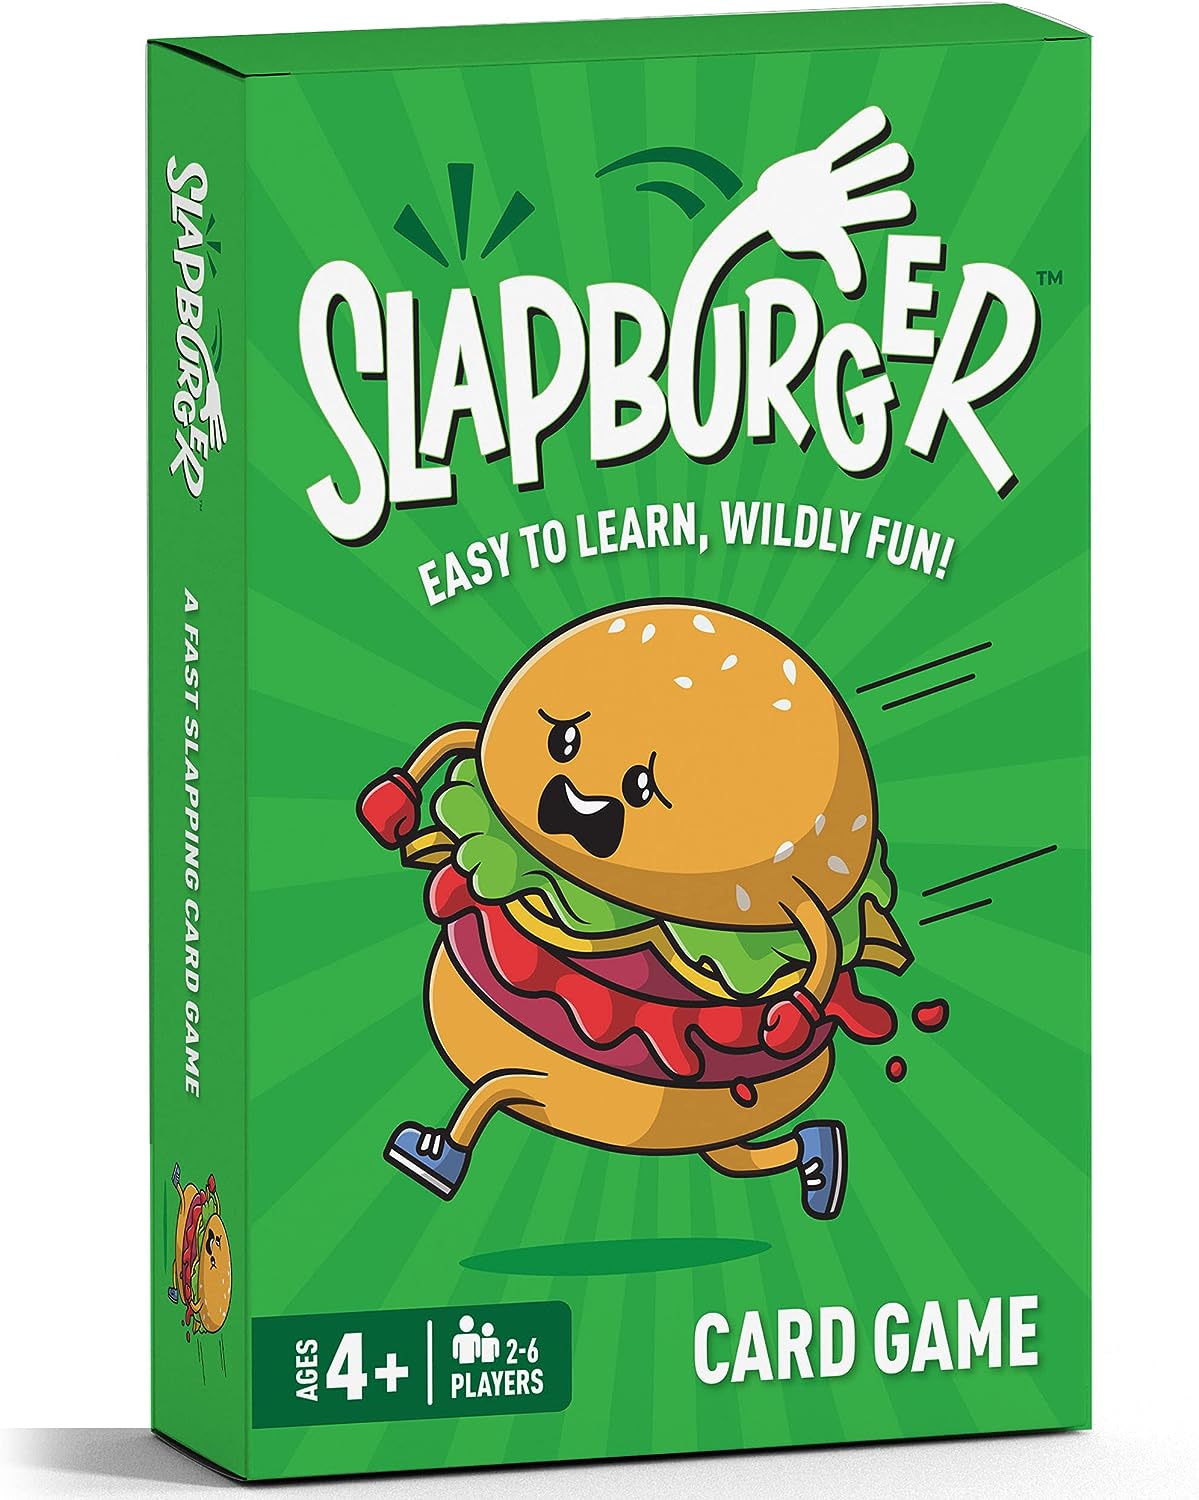 SLAPBURGER™
EASY TO LEARN, WILDLY FUN!
AGES 4+
2-6
PLAYERS
CARD GAME
SLAPBURGER™
A FAST SLAPPING CARD GAME